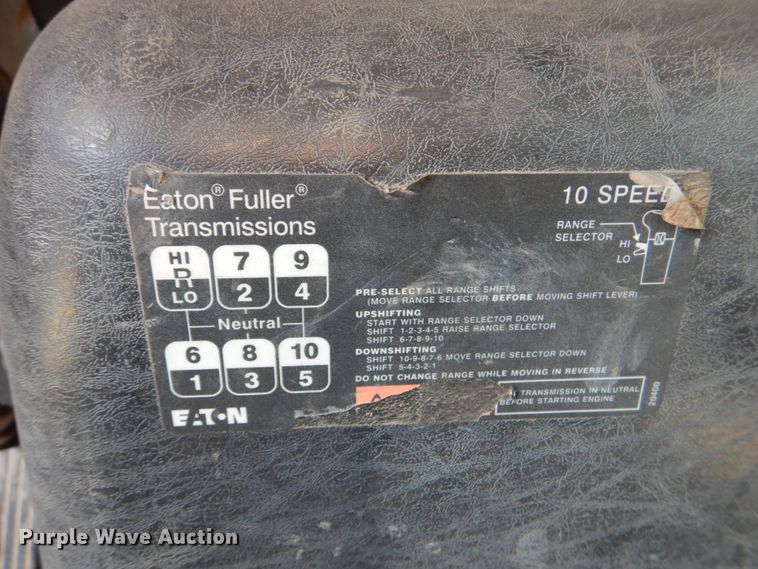 Eaton® Fuller®
Transmissions
10 SPEED
RANGE
SELECTOR
HI
LO
HI
R
LO
7
2
9
4
Neutral
6
1
8
3
10
5
PRE-SELECT ALL RANGE SHIFTS
(MOVE RANGE SELECTOR BEFORE MOVING SHIFT LEVER)
UPSHIFTING
START WITH RANGE SELECTOR DOWN
SHIFT 1-2-3-4-5 RAISE RANGE SELECTOR
SHIFT 6-7-8-9-10
DOWNSHIFTING
SHIFT 10-9-8-7-6 MOVE RANGE SELECTOR DOWN
SHIFT 5-4-3-2-1
DO NOT CHANGE RANGE WHILE MOVING IN REVERSE
TRANSMISSION IN NEUTRAL
BEFORE STARTING ENGINE
20400
EATON
Purple Wave Auction